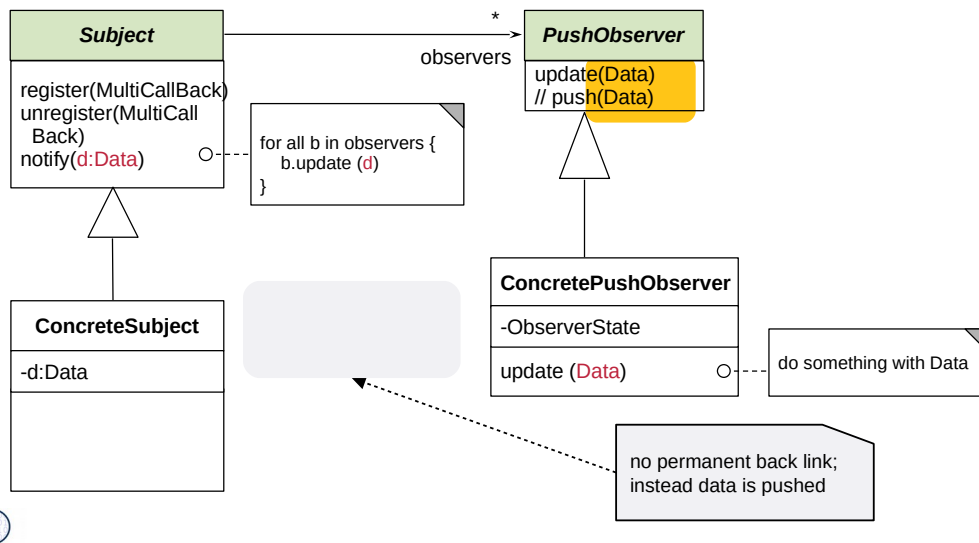 Subject
register(MultiCallBack)
unregister(MultiCall
Back)
notify(d:Data)
*
observers
PushObserver
update(Data)
// push(Data)
for all b in observers {
b.update (d)
}
ConcreteSubject
-d:Data
ConcretePushObserver
-ObserverState
update (Data)
do something with Data
no permanent back link;
instead data is pushed